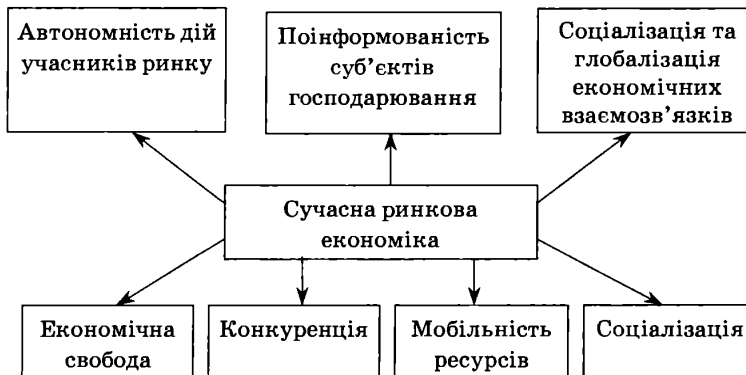 Автономність дій
учасників ринку
Поінформованість
суб’єктів
господарювання
Соціалізація та
глобалізація
економічних
взаємозв’язків
Сучасна ринкова
економіка
Економічна
свобода
Конкуренція
Мобільність
ресурсів
Соціалізація